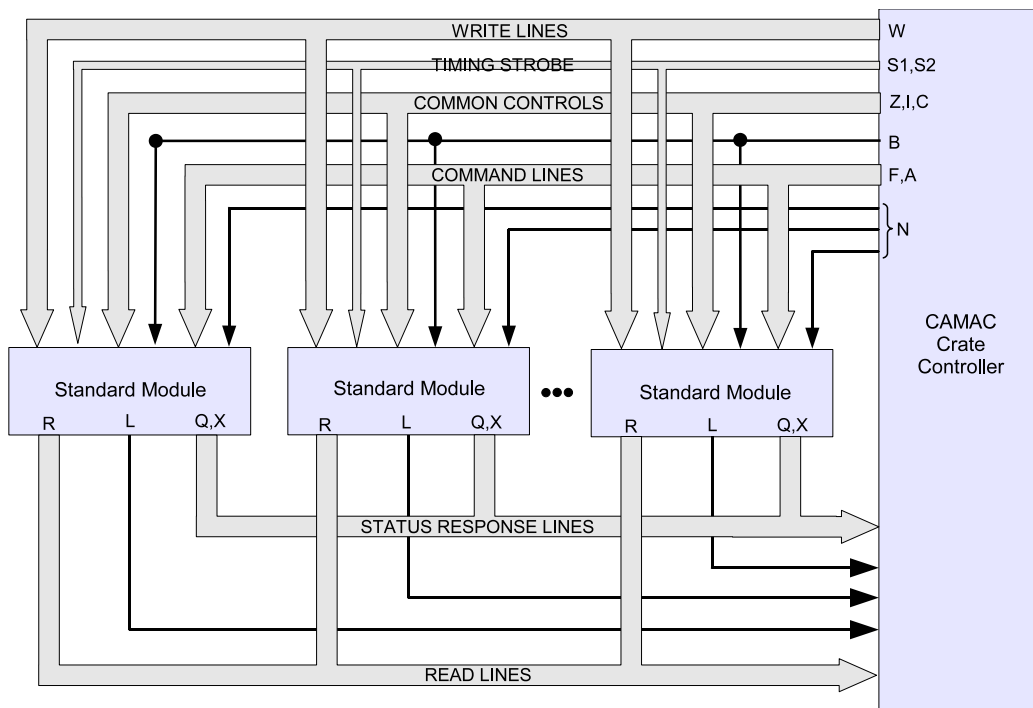 WRITE LINES
W
TIMING STROBE
S1,S2
COMMON CONTROLS
Z,I,C
B
COMMAND LINES
F,A
N
CAMAC
Crate
Controller
Standard Module
R L Q,X
Standard Module
R L Q,X
Standard Module
R L Q,X
STATUS RESPONSE LINES
READ LINES